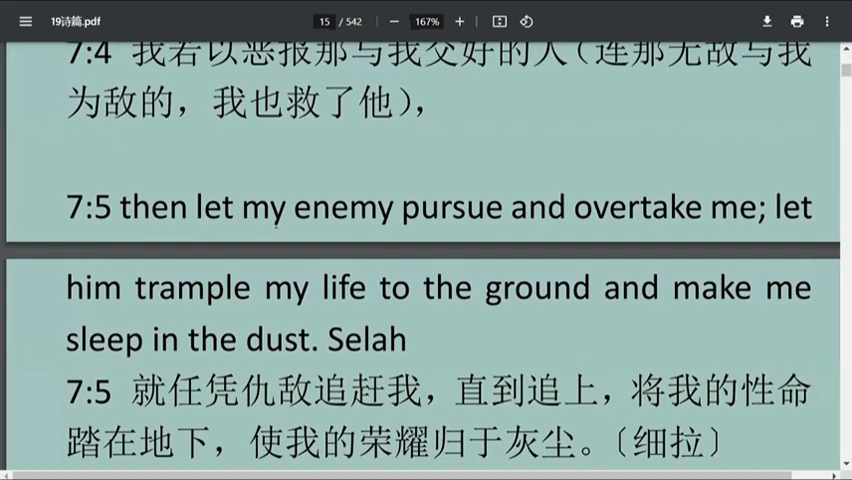 19诗篇.pdf
15 / 542
167%
7:4 我若以恶报那与我交好的人（连那无敌与我
为敌的，我也救了他），
7:5 then let my enemy pursue and overtake me; let
him trample my life to the ground and make me
sleep in the dust. Selah
7:5 就任凭仇敌追赶我，直到追上，将我的性命
踏在地下，使我的荣耀归于灰尘。〔细拉〕